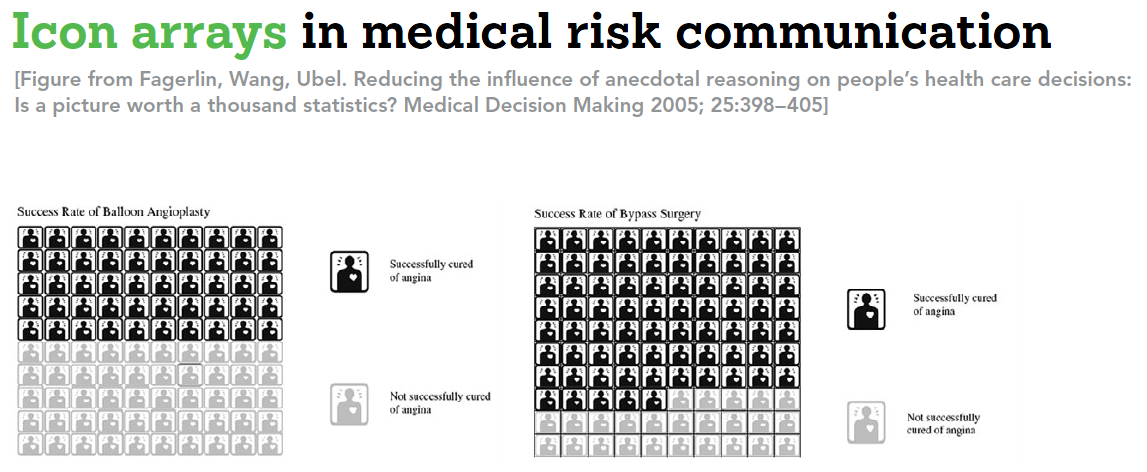 Icon arrays in medical risk communication
[Figure from Fagerlin, Wang, Ubel. Reducing the influence of anecdotal reasoning on people’s health care decisions:
Is a picture worth a thousand statistics? Medical Decision Making 2005; 25:398–405]
Success Rate of Balloon Angioplasty
Successfully cured
of angina
Not successfully cured
of angina
Success Rate of Bypass Surgery
Successfully cured
of angina
Not successfully
cured of angina